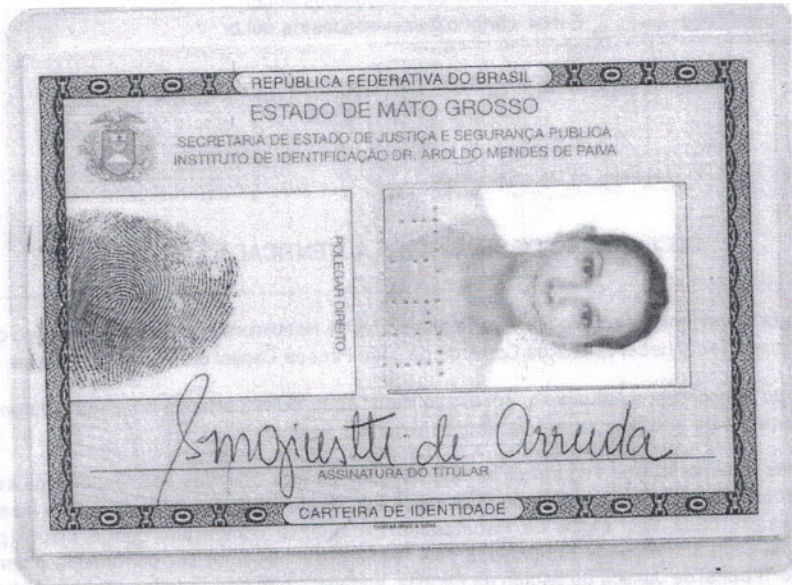 REPÚBLICA FEDERATIVA DO BRASIL
ESTADO DE MATO GROSSO
SECRETARIA DE ESTADO DE JUSTIÇA E SEGURANÇA PÚBLICA
INSTITUTO DE IDENTIFICAÇÃO DR. AROLDO MENDES DE PAIVA
POLEGAR DIREITO
de Arruda
ASSINATURA DO TITULAR
CARTEIRA DE IDENTIDADE